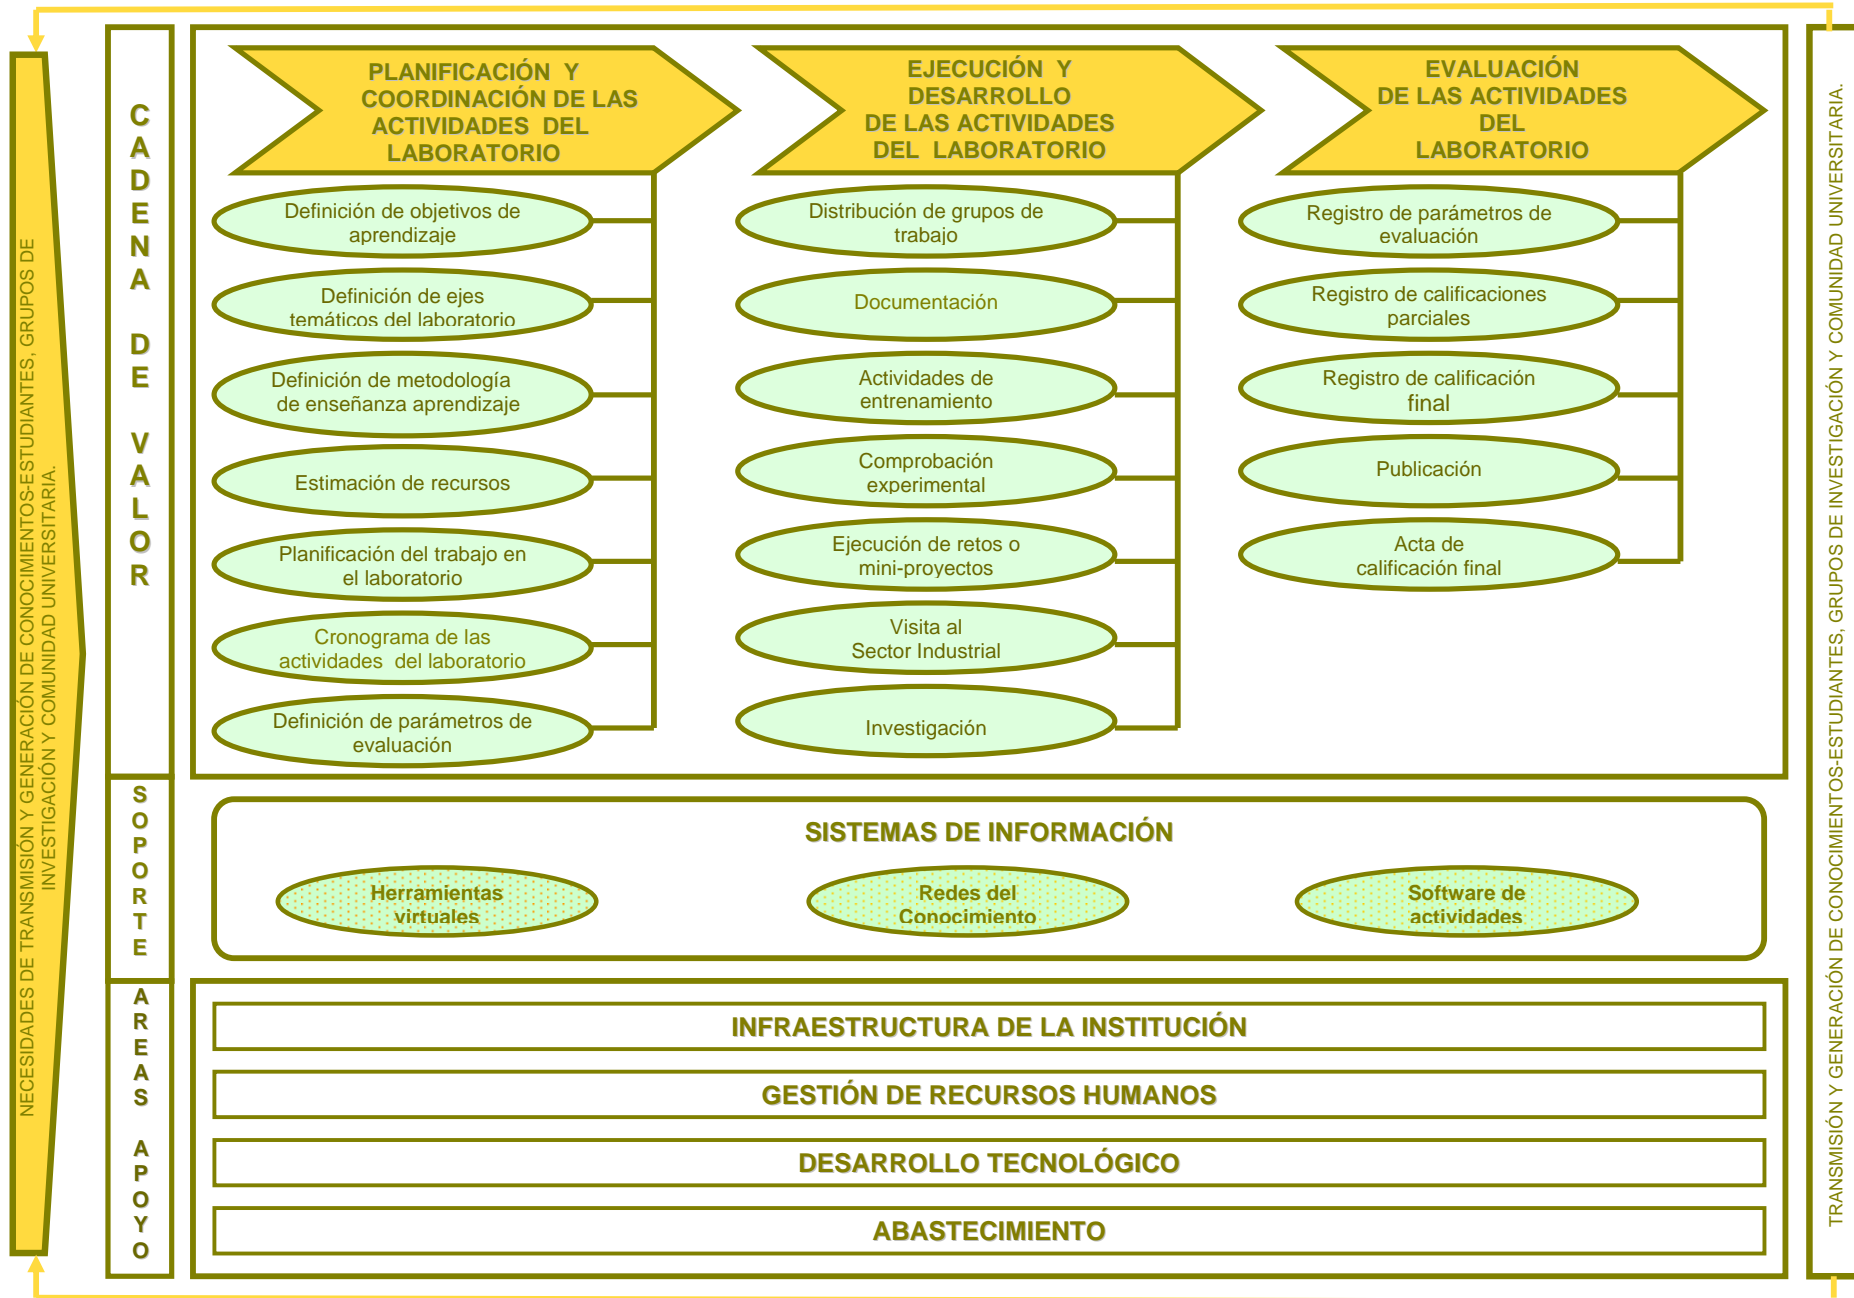 NECESIDADES DE TRANSMISIÓN Y GENERACIÓN DE CONOCIMIENTOS-ESTUDIANTES, GRUPOS DE
INVESTIGACIÓN Y COMUNIDAD UNIVERSITARIA.
CADENA DE VALOR
PLANIFICACIÓN Y
COORDINACIÓN DE LAS
ACTIVIDADES DEL
LABORATORIO
Definición de objetivos de
aprendizaje
Definición de ejes
temáticos del laboratorio
Definición de metodología
de enseñanza aprendizaje
Estimación de recursos
Planificación del trabajo en
el laboratorio
Cronograma de las
actividades del laboratorio
Definición de parámetros de
evaluación
EJECUCIÓN Y
DESARROLLO
DE LAS ACTIVIDADES
DEL LABORATORIO
Distribución de grupos de
trabajo
Documentación
Actividades de
entrenamiento
Comprobación
experimental
Ejecución de retos o
mini-proyectos
Visita al
Sector Industrial
Investigación
EVALUACIÓN
DE LAS ACTIVIDADES
DEL
LABORATORIO
Registro de parámetros de
evaluación
Registro de calificaciones
parciales
Registro de calificación
final
Publicación
Acta de
calificación final
SOPORTE
SISTEMAS DE INFORMACIÓN
Herramientas
virtuales
Redes del
Conocimiento
Software de
actividades
AREAS APOYO
INFRAESTRUCTURA DE LA INSTITUCIÓN
GESTIÓN DE RECURSOS HUMANOS
DESARROLLO TECNOLÓGICO
ABASTECIMIENTO
TRANSMISIÓN Y GENERACIÓN DE CONOCIMIENTOS-ESTUDIANTES, GRUPOS DE INVESTIGACIÓN Y COMUNIDAD UNIVERSITARIA.